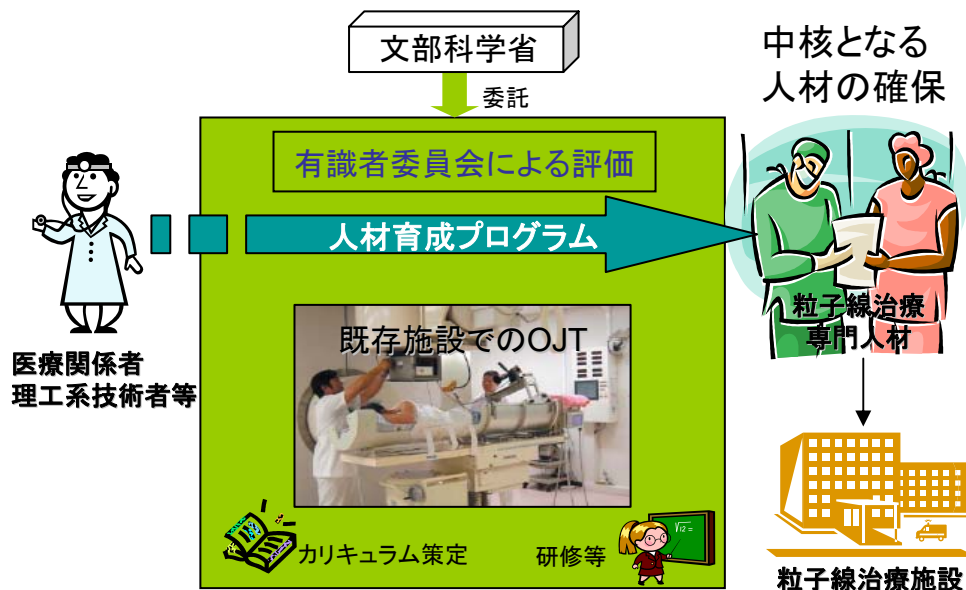 文部科学省
委託
中核となる
人材の確保
有識者委員会による評価
人材育成プログラム
医療関係者
理工系技術者等
既存施設でのOJT
粒子線治療
専門人材
カリキュラム策定
研修等
√12 =
粒子線治療施設